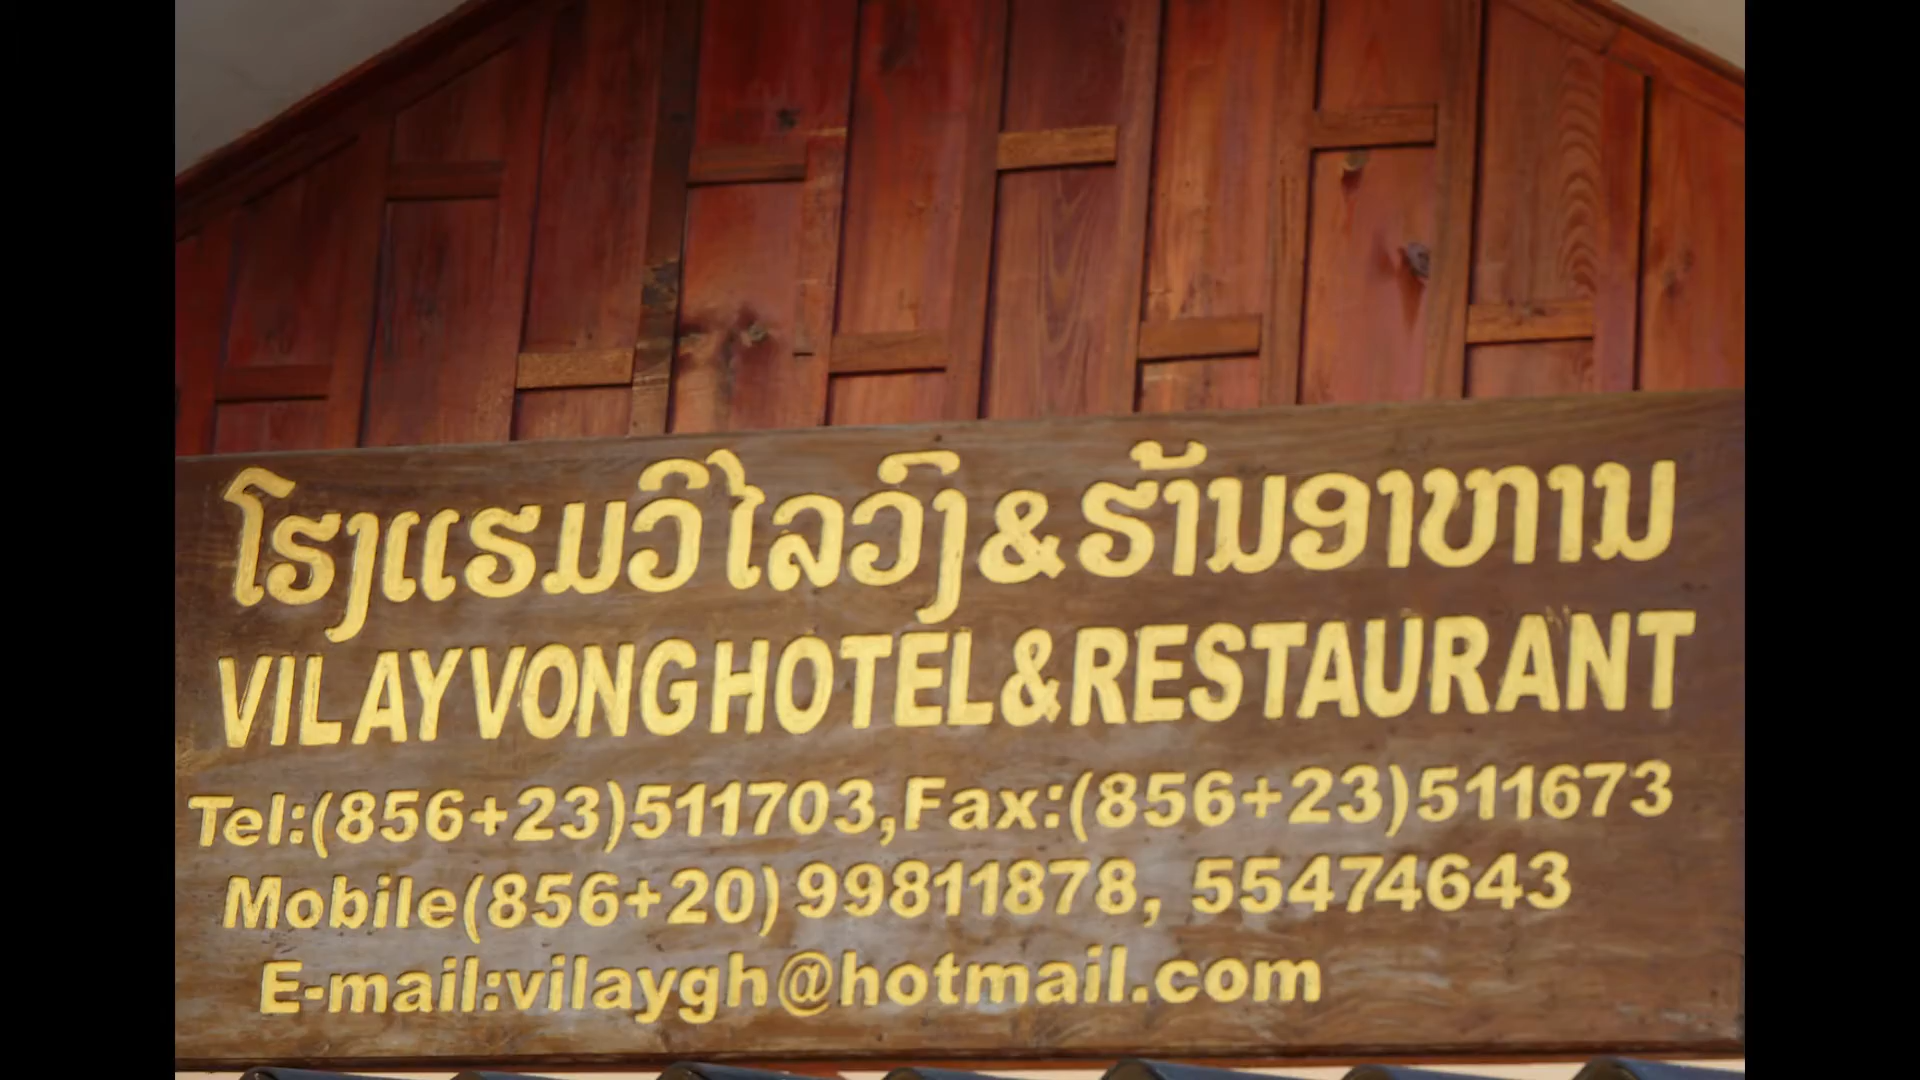 ໂຮງແຮມວິໄລວົງ&ຮ້ານອາຫານ
VILAYVONG HOTEL & RESTAURANT
Tel:(856+23)511703,Fax:(856+23)511673
Mobile(856+20)99811878, 55474643
E-mail:vilaygh@hotmail.com